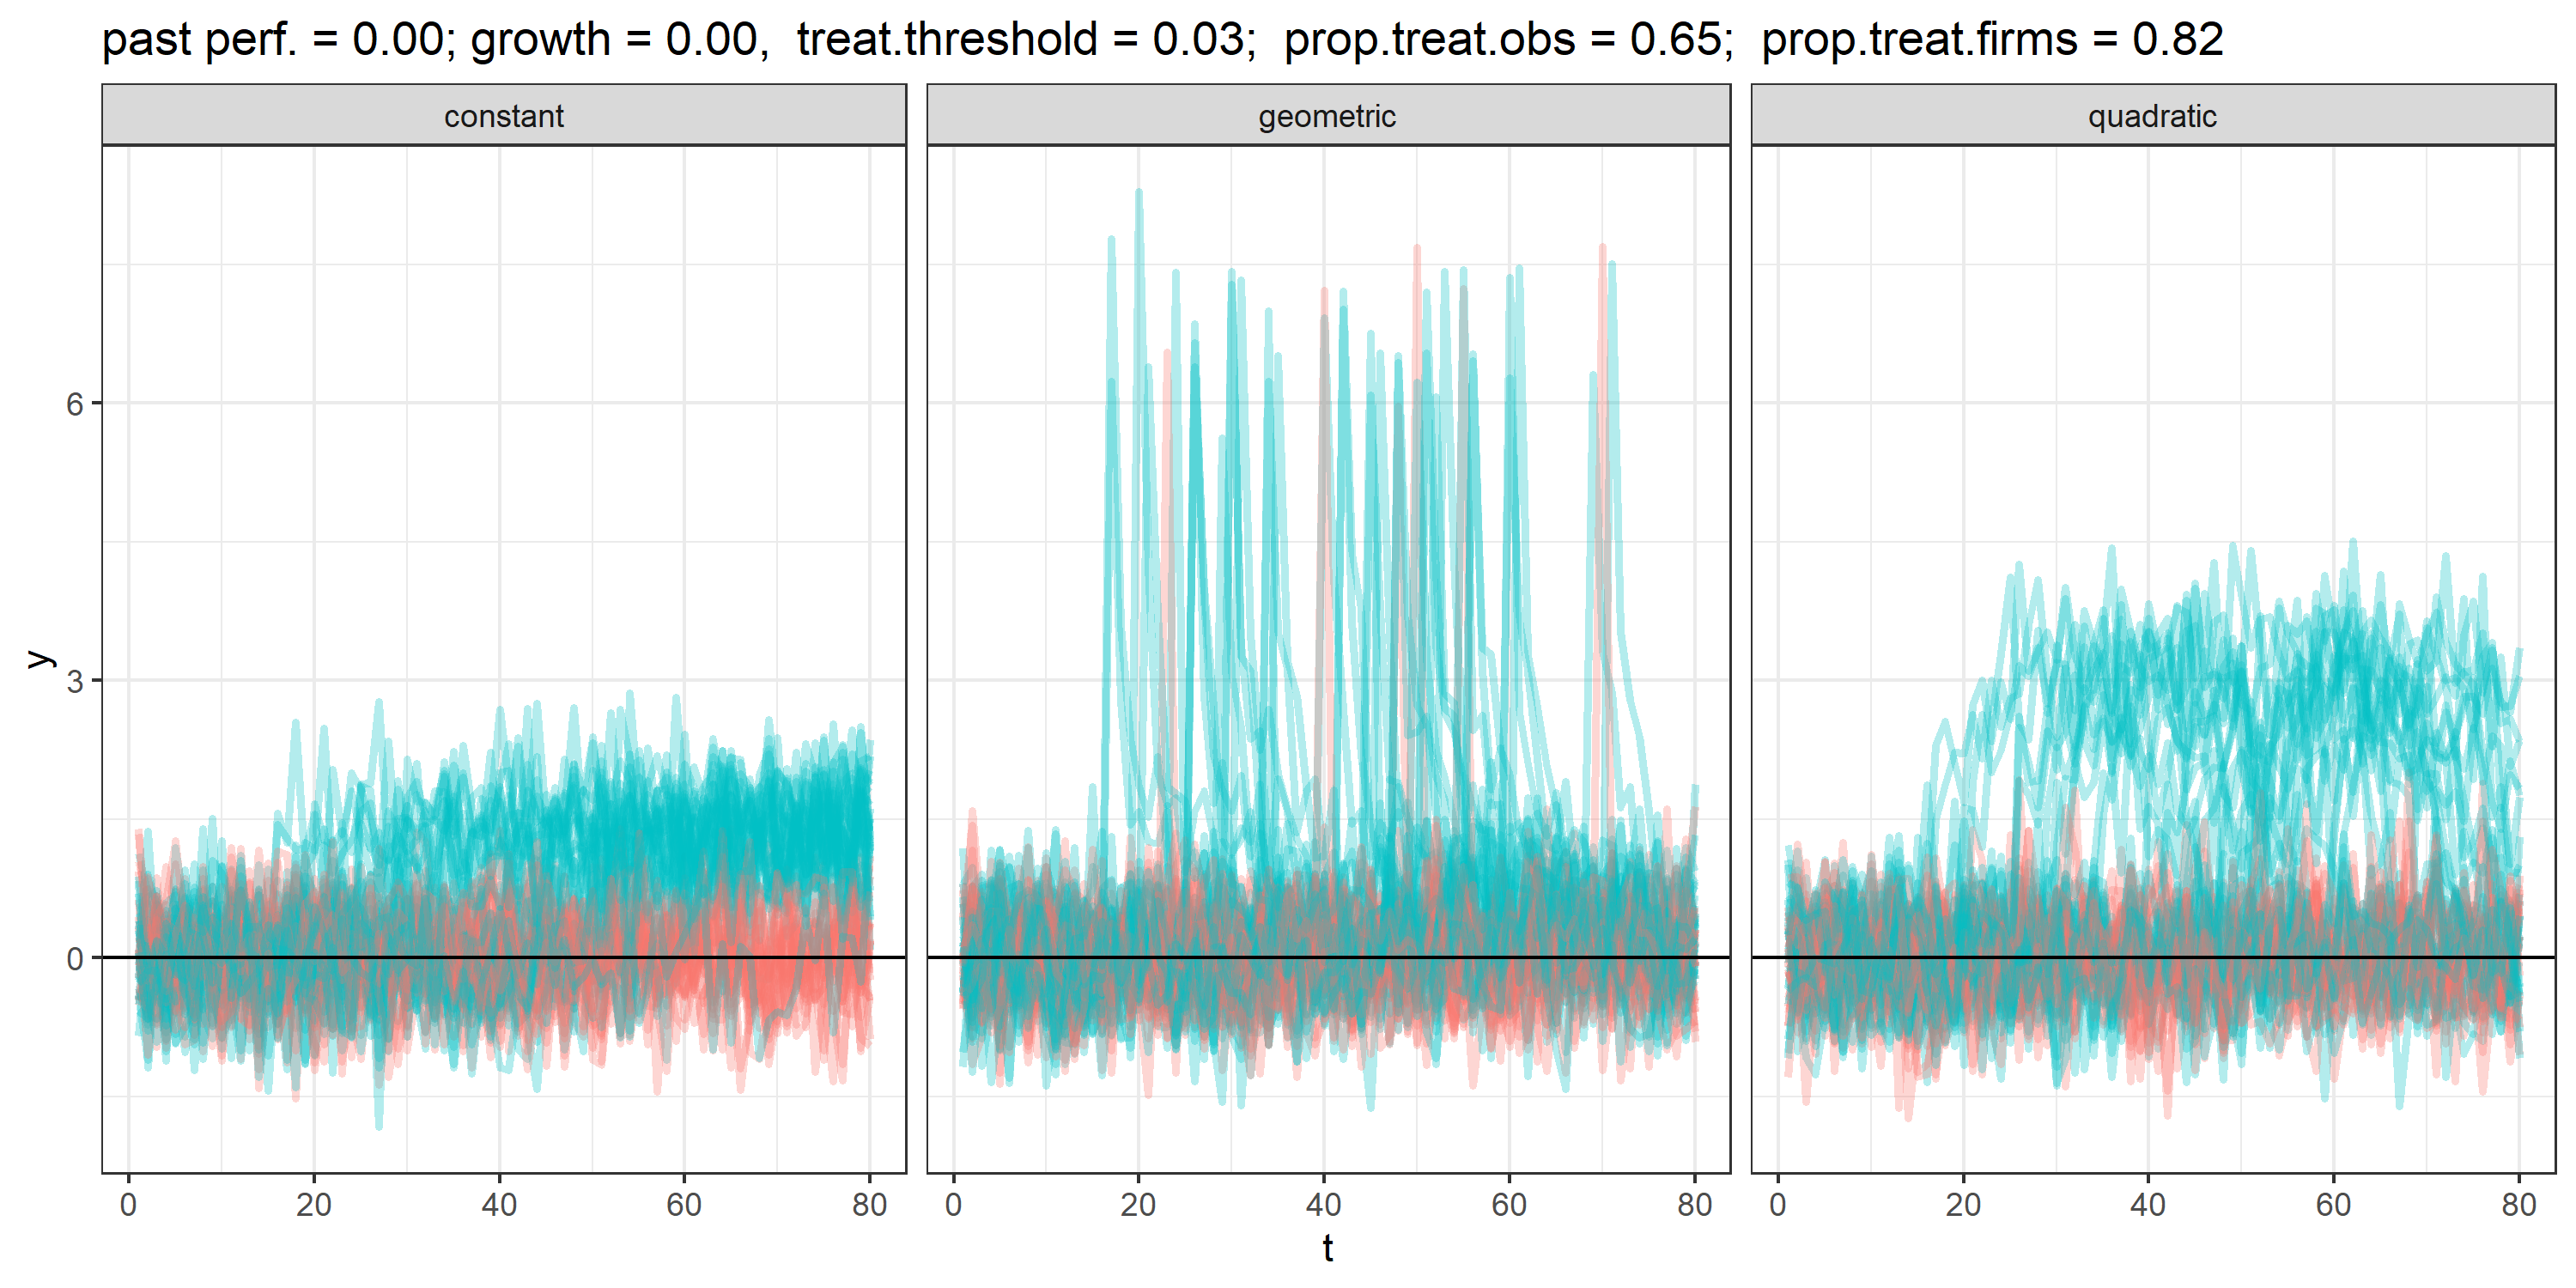 past perf. = 0.00; growth = 0.00,  treat.threshold = 0.03;  prop.treat.obs = 0.65;  prop.treat.firms = 0.82
constant geometric quadratic
6
3
0
y
0 20 40 60 80 0 20 40 60 80 0 20 40 60 80
t